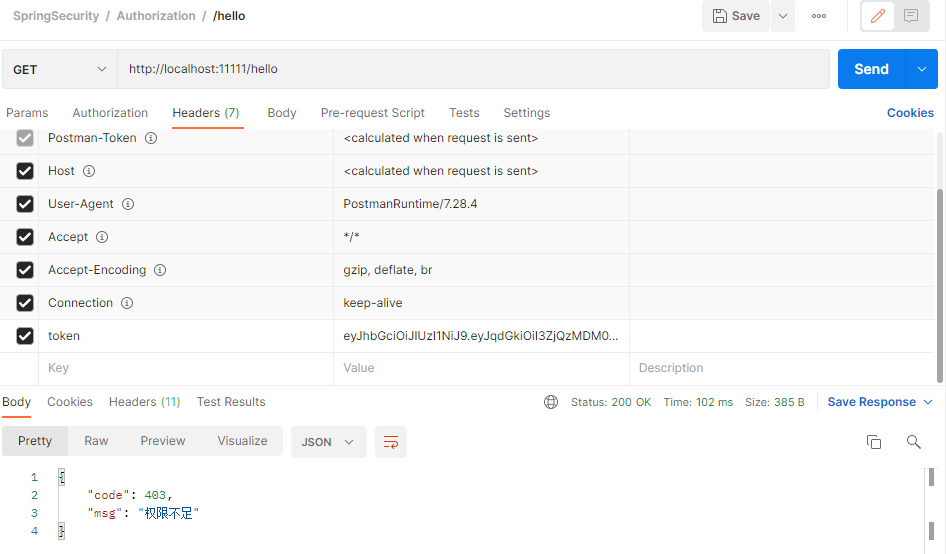 SpringSecurity / Authorization / /hello
Save
GET http://localhost:11111/hello Send
Params Authorization Headers (7) Body Pre-request Script Tests Settings Cookies
Postman-Token <calculated when request is sent>
Host <calculated when request is sent>
User-Agent PostmanRuntime/7.28.4
Accept */*
Accept-Encoding gzip, deflate, br
Connection keep-alive
token eyJhbGciOiJIUzI1NiJ9.eyJqdGkiOiI3ZjQzMDM0...
Key Value Description
Body Cookies Headers (11) Test Results Status: 200 OK Time: 102 ms Size: 385 B Save Response
Pretty Raw Preview Visualize JSON
1 {
2 "code": 403,
3 "msg": "权限不足"
4 }